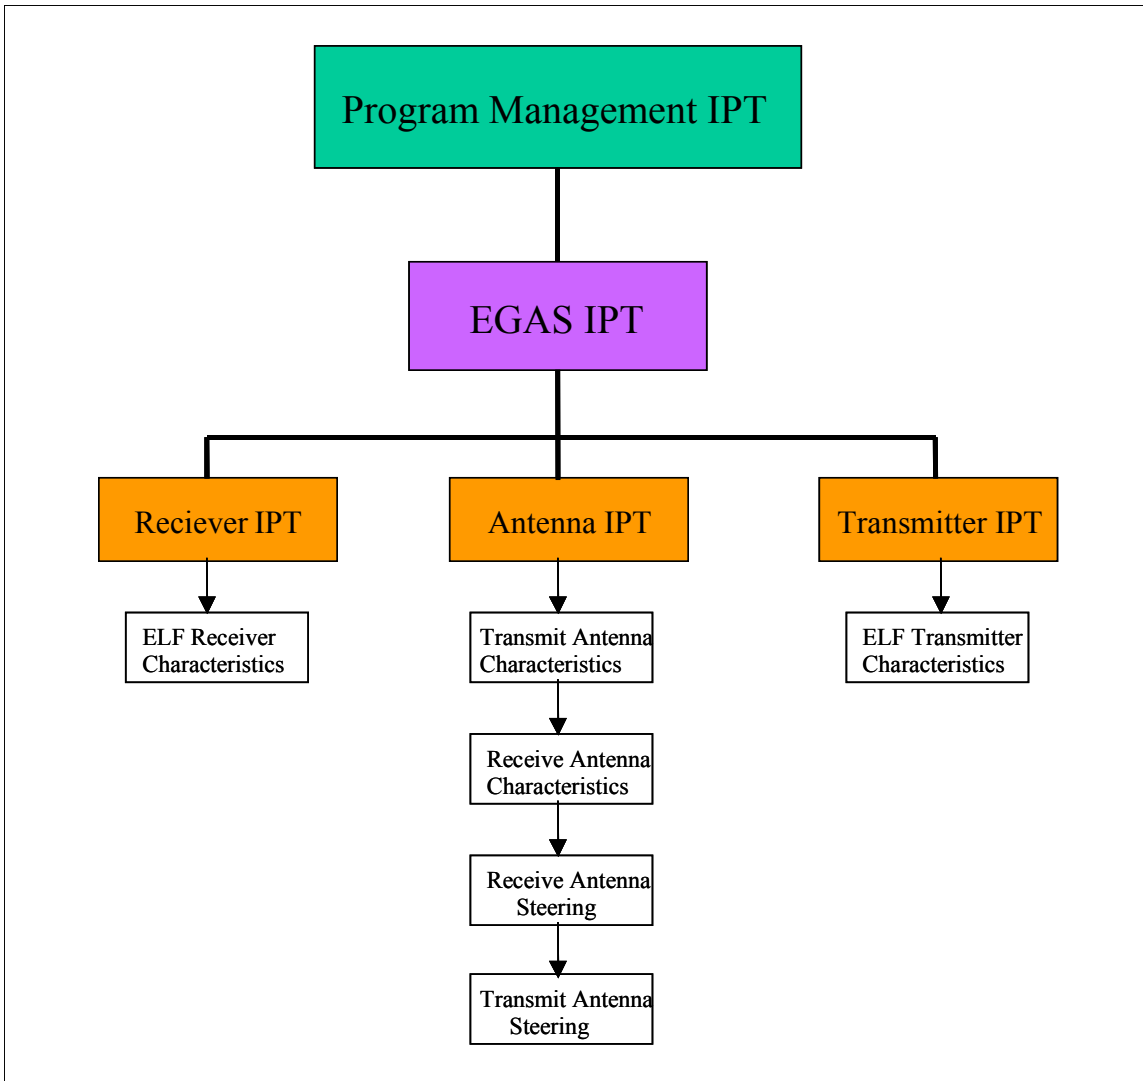 Program Management IPT
EGAS IPT
Reciever IPT
Antenna IPT
Transmitter IPT
ELF Receiver
Characteristics
Transmit Antenna
Characteristics
ELF Transmitter
Characteristics
Receive Antenna
Characteristics
Receive Antenna
Steering
Transmit Antenna
Steering